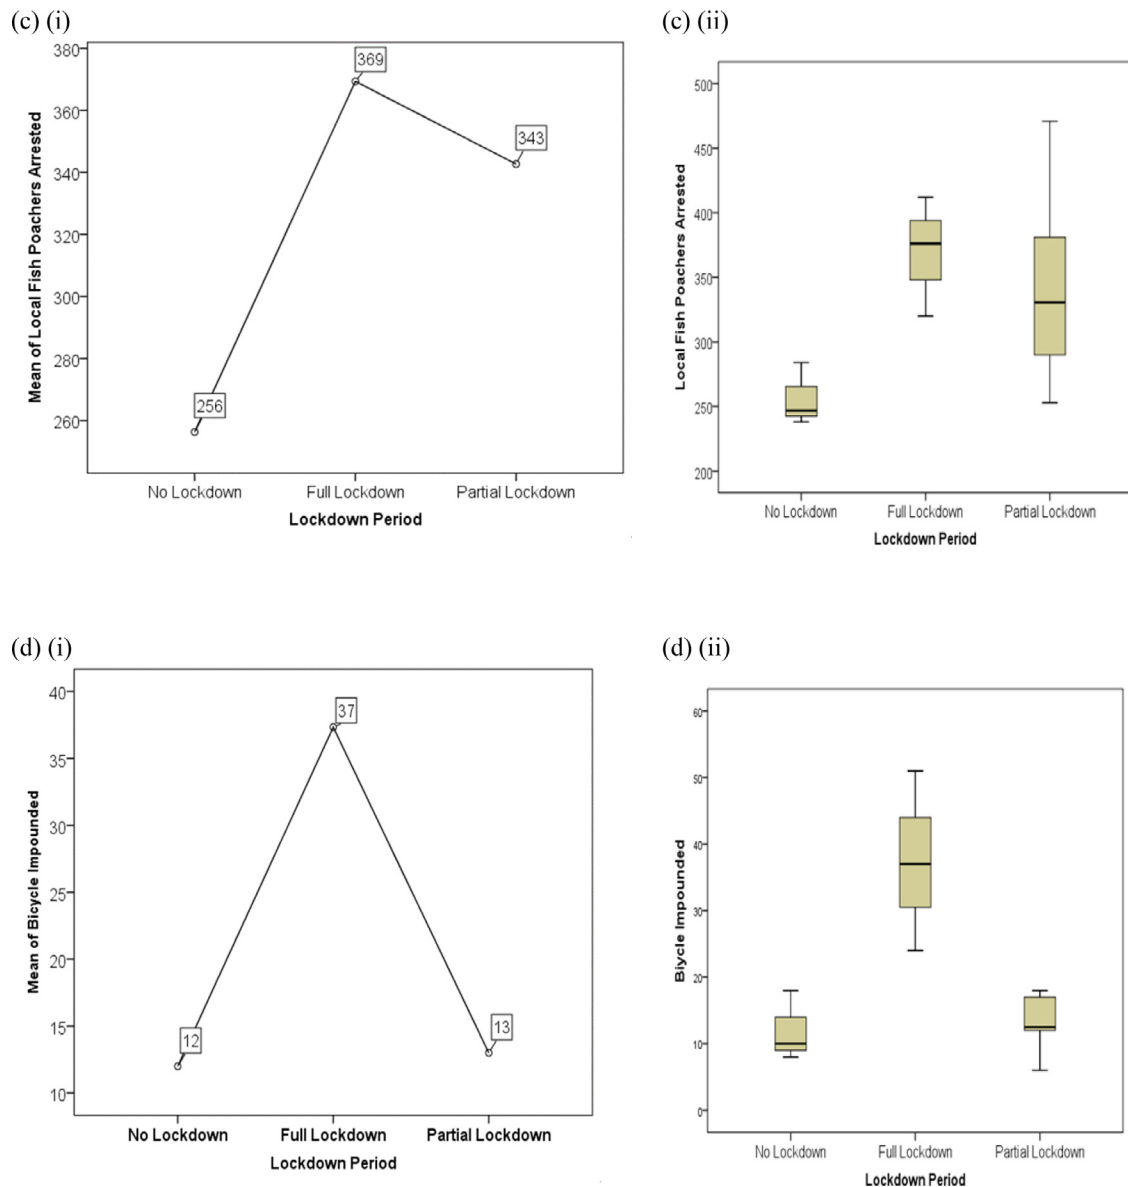 (c) (i)
380
360
340
320
300
280
260
Mean of Local Fish Poachers Arrested
369
343
256
No Lockdown Full Lockdown Partial Lockdown
Lockdown Period
(c) (ii)
500
450
400
350
300
250
200
Local Fish Poachers Arrested
No Lockdown Full Lockdown Partial Lockdown
Lockdown Period
(d) (i)
40
35
30
25
20
15
10
Mean of Bicycle Impounded
37
12
13
No Lockdown Full Lockdown Partial Lockdown
Lockdown Period
(d) (ii)
60
50
40
30
20
10
0
Biycle Impounded
No Lockdown Full Lockdown Partial Lockdown
Lockdown Period